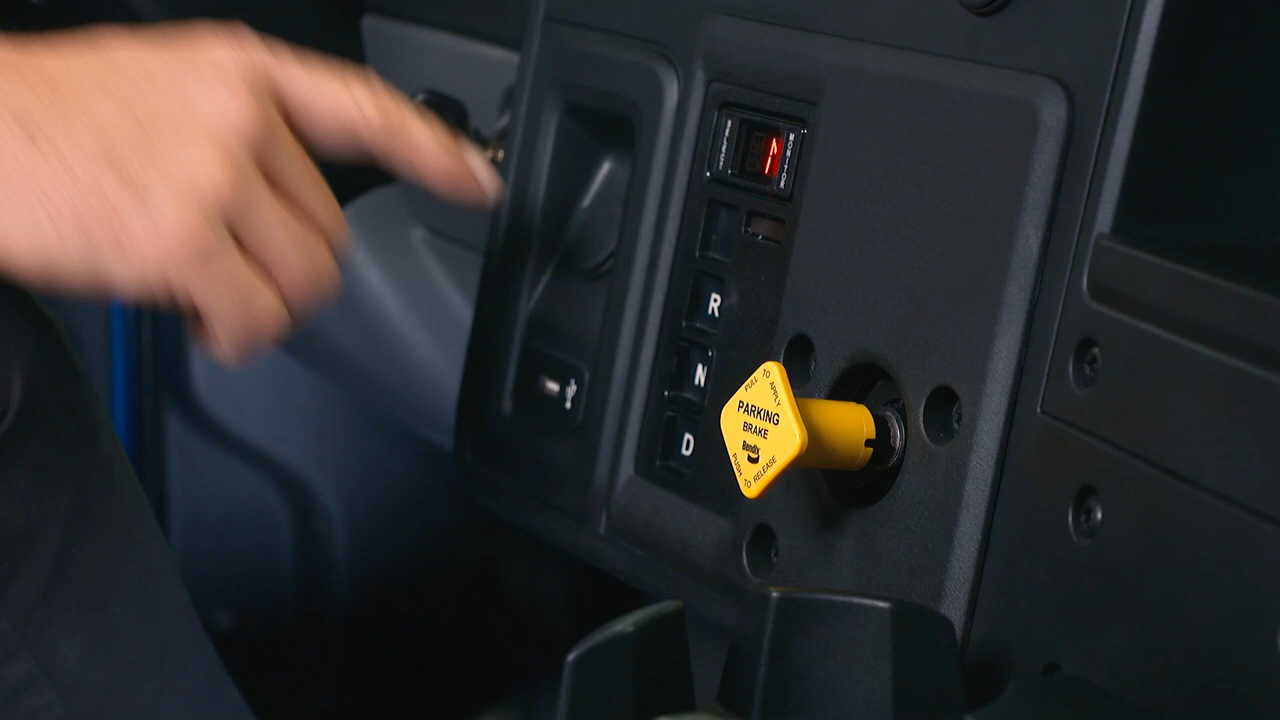 R
N
D
PULL TO APPLY
PARKING
BRAKE
Bendix
PUSH TO RELEASE